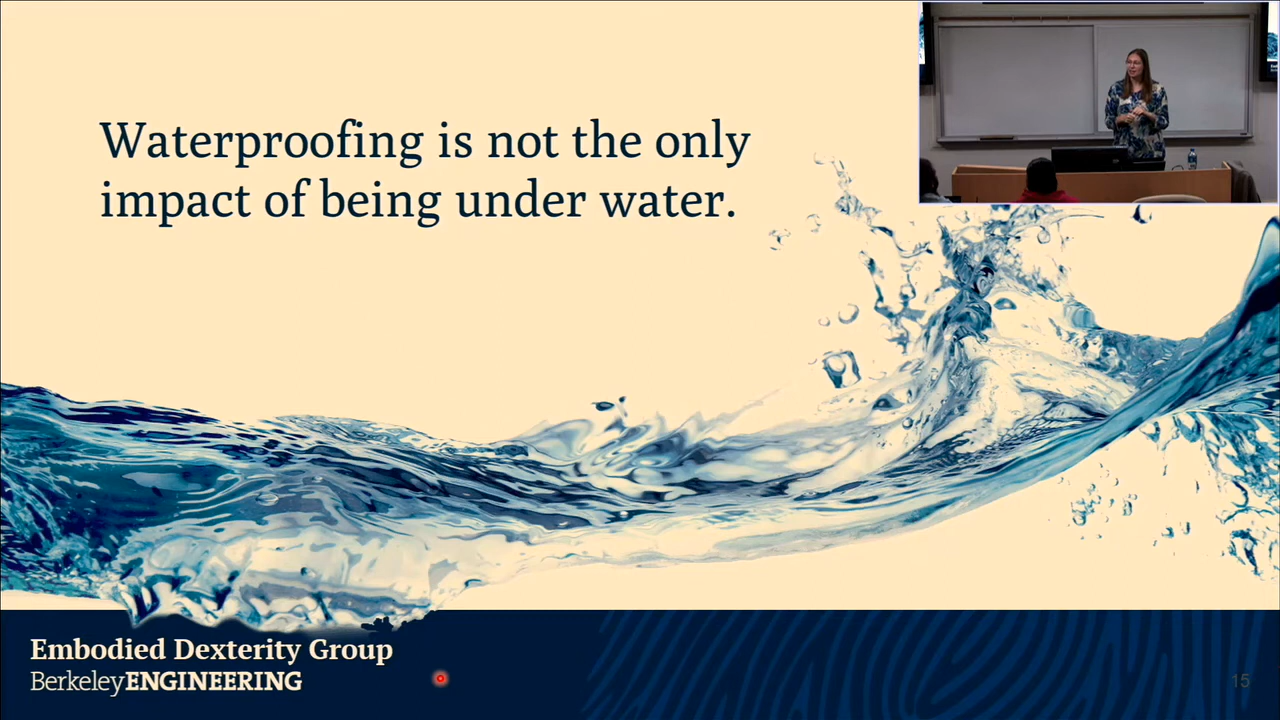 Waterproofing is not the only
impact of being under water.
Embodied Dexterity Group
BerkeleyENGINEERING
15